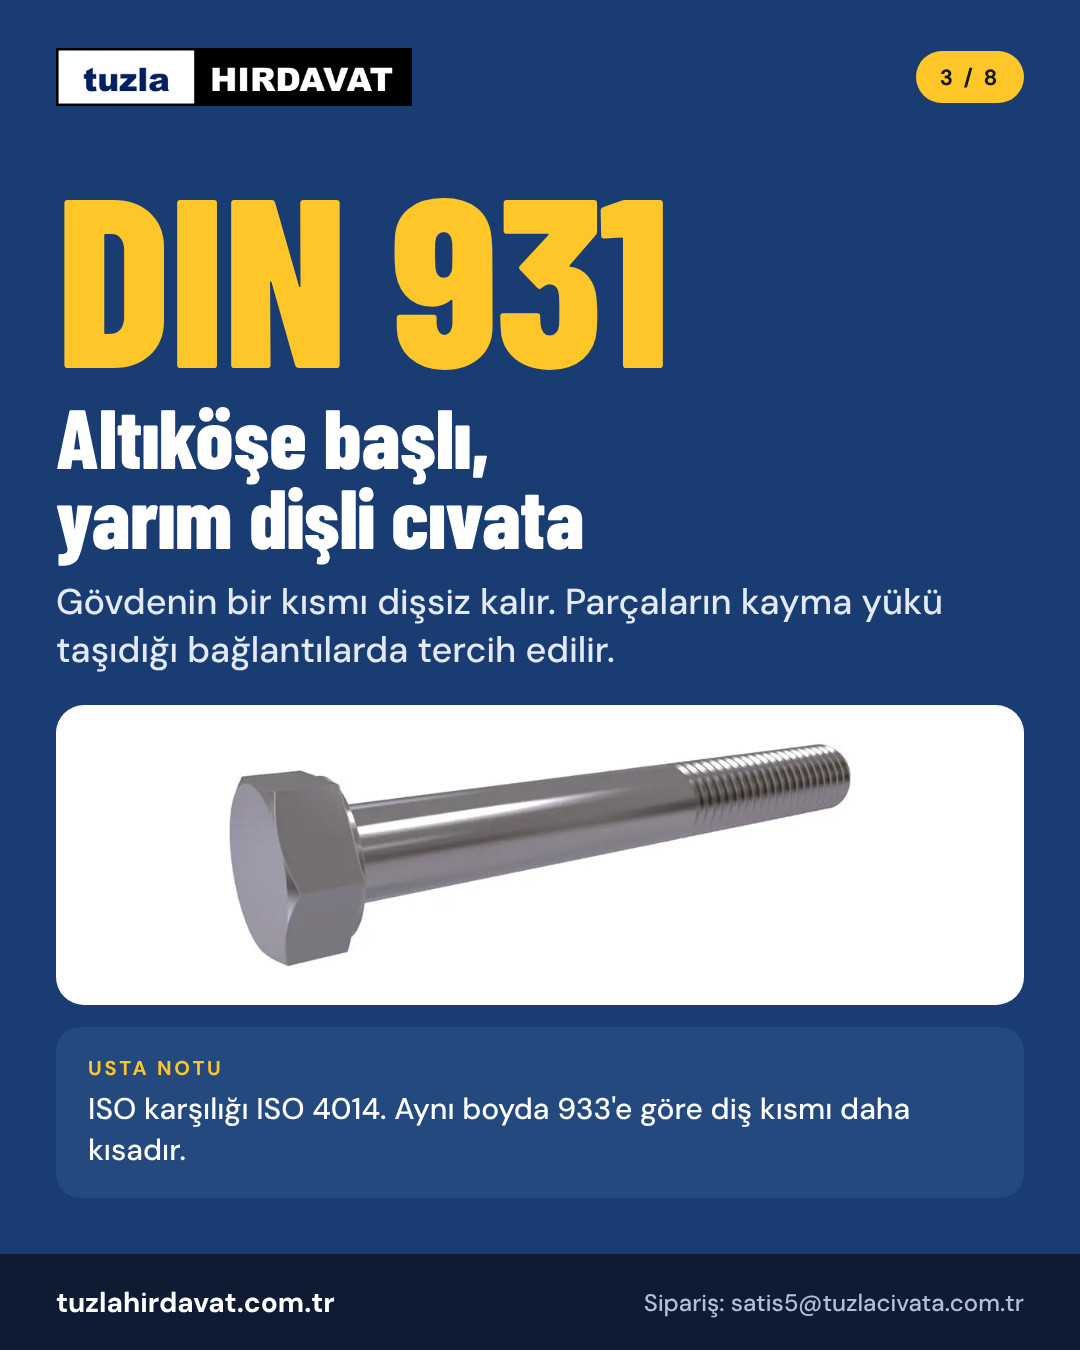 tuzla HIRDAVAT
3 / 8
DIN 931
Altıköşe başlı,
yarım dişli cıvata
Gövdenin bir kısmı dişsiz kalır. Parçaların kayma yükü
taşıdığı bağlantılarda tercih edilir.
USTA NOTU
ISO karşılığı ISO 4014. Aynı boyda 933'e göre diş kısmı daha
kısadır.
tuzlahirdavat.com.tr
Sipariş: satis5@tuzlacivata.com.tr